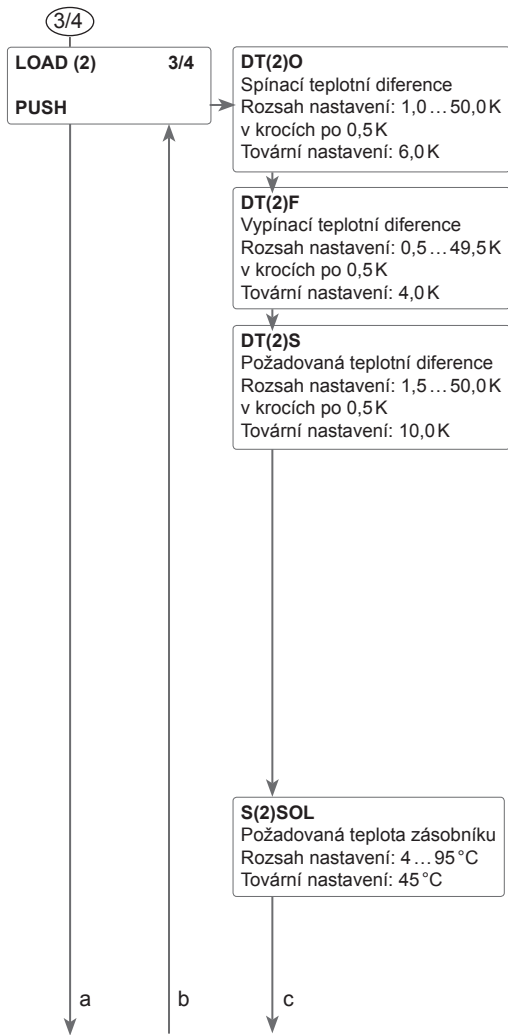 3/4
LOAD (2) 3/4
PUSH
DT(2)O
Spínací teplotní diference
Rozsah nastavení: 1,0 … 50,0 K
v krocích po 0,5 K
Tovární nastavení: 6,0 K
DT(2)F
Vypínací teplotní diference
Rozsah nastavení: 0,5 … 49,5 K
v krocích po 0,5 K
Tovární nastavení: 4,0 K
DT(2)S
Požadovaná teplotní diference
Rozsah nastavení: 1,5 … 50,0 K
v krocích po 0,5 K
Tovární nastavení: 10,0 K
S(2)SOL
Požadovaná teplota zásobníku
Rozsah nastavení: 4 … 95 °C
Tovární nastavení: 45 °C
a b c